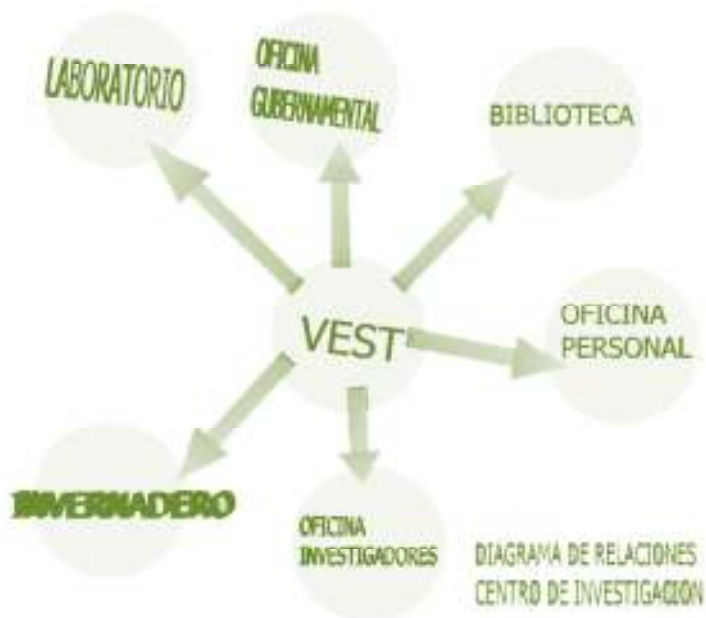 LABORATORIO
OFICINA
GUBERNAMENTAL
BIBLIOTECA
VEST
OFICINA
PERSONAL
INVERNADERO
OFICINA
INVESTIGADORES
DIAGRAMA DE RELACIONES
CENTRO DE INVESTIGACION